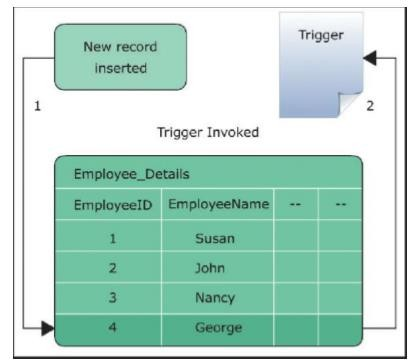 New record
inserted
Trigger
1
2
Trigger Invoked
Employee_Details
EmployeeID EmployeeName -- --
1 Susan
2 John
3 Nancy
4 George